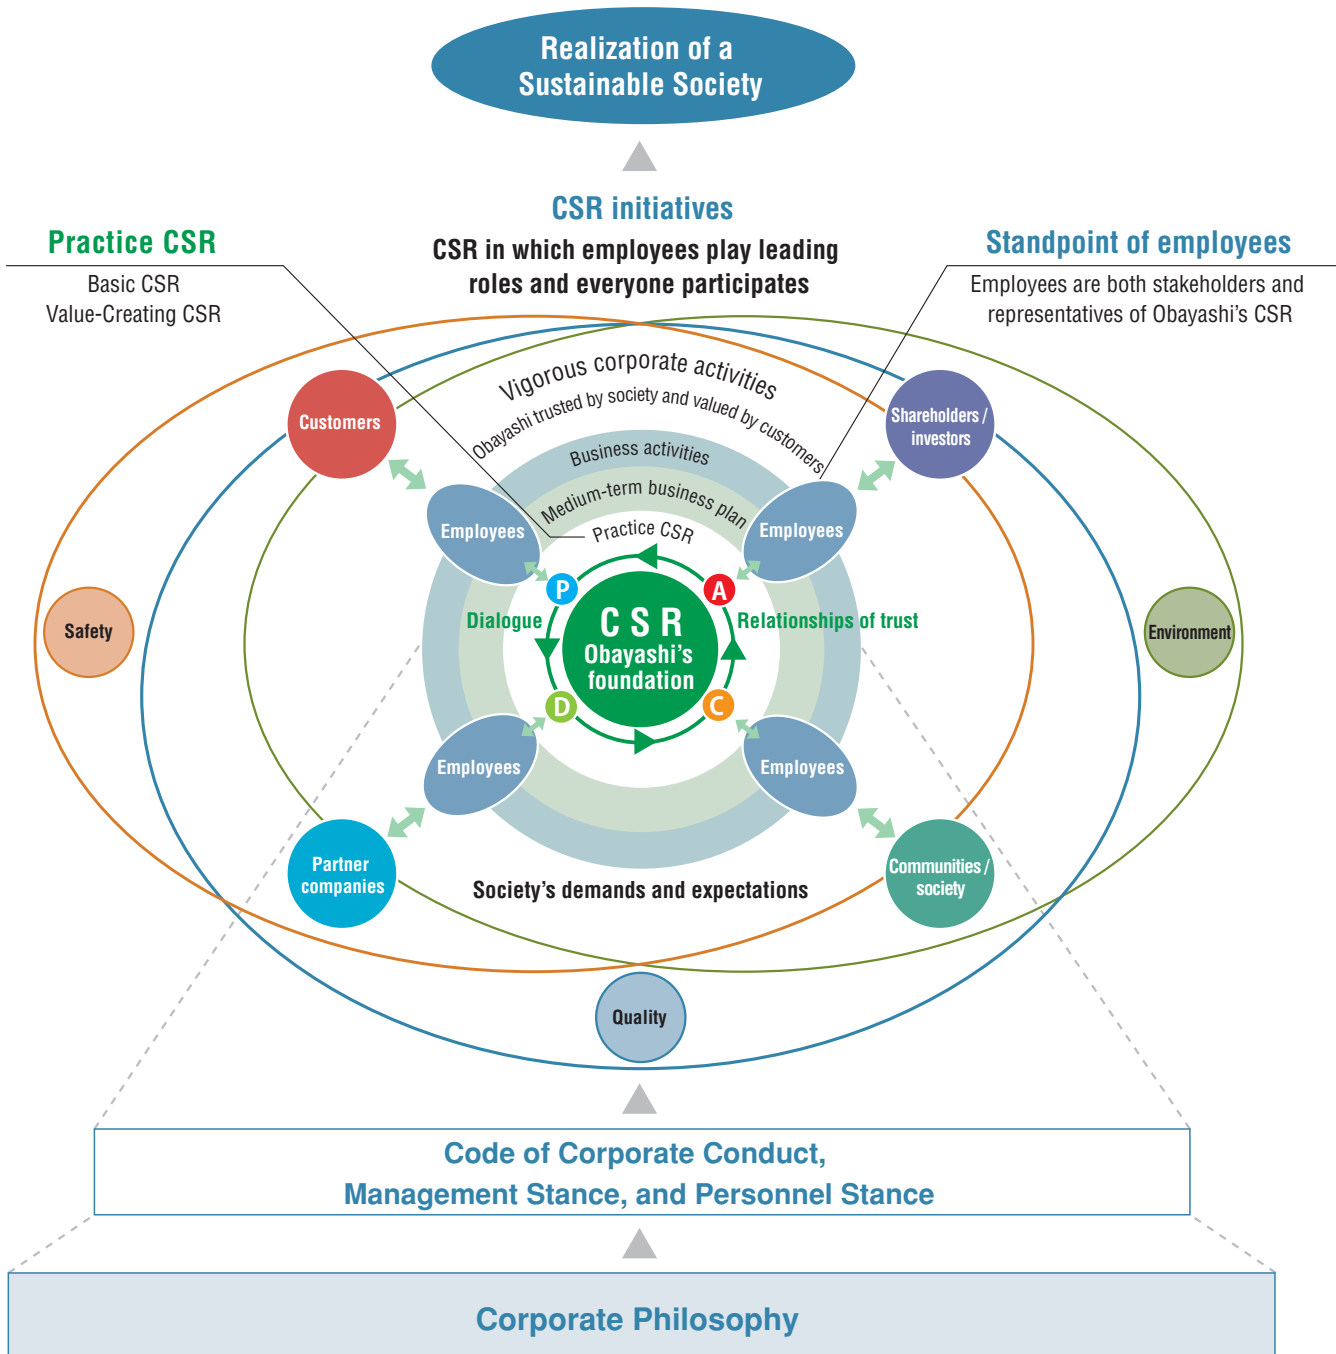 Realization of a
Sustainable Society
CSR initiatives
CSR in which employees play leading
roles and everyone participates
Practice CSR
Basic CSR
Value-Creating CSR
Standpoint of employees
Employees are both stakeholders and
representatives of Obayashi's CSR
Vigorous corporate activities
Obayashi trusted by society and valued by customers
Business activities
Medium-term business plan
Practice CSR
Customers
Shareholders /
investors
Employees
Employees
P
A
Dialogue
Relationships of trust
C S R
Obayashi's
foundation
Safety
Environment
D
C
Employees
Employees
Partner
companies
Communities /
society
Society's demands and expectations
Quality
Code of Corporate Conduct,
Management Stance, and Personnel Stance
Corporate Philosophy